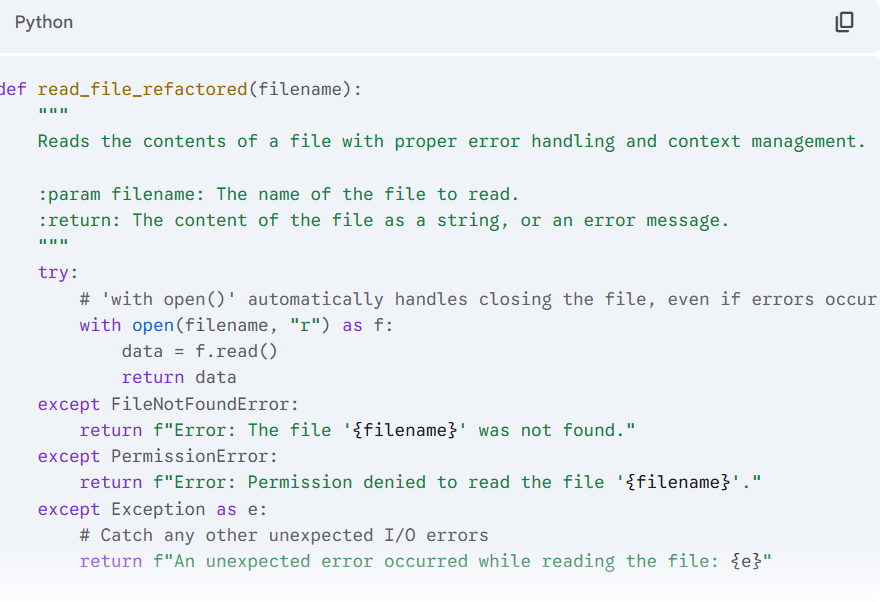 Python
def read_file_refactored(filename):
    """
    Reads the contents of a file with proper error handling and context management.

    :param filename: The name of the file to read.
    :return: The content of the file as a string, or an error message.
    """
    try:
        # 'with open()' automatically handles closing the file, even if errors occur
        with open(filename, "r") as f:
            data = f.read()
            return data
    except FileNotFoundError:
        return f"Error: The file '{filename}' was not found."
    except PermissionError:
        return f"Error: Permission denied to read the file '{filename}'."
    except Exception as e:
        # Catch any other unexpected I/O errors
        return f"An unexpected error occurred while reading the file: {e}"